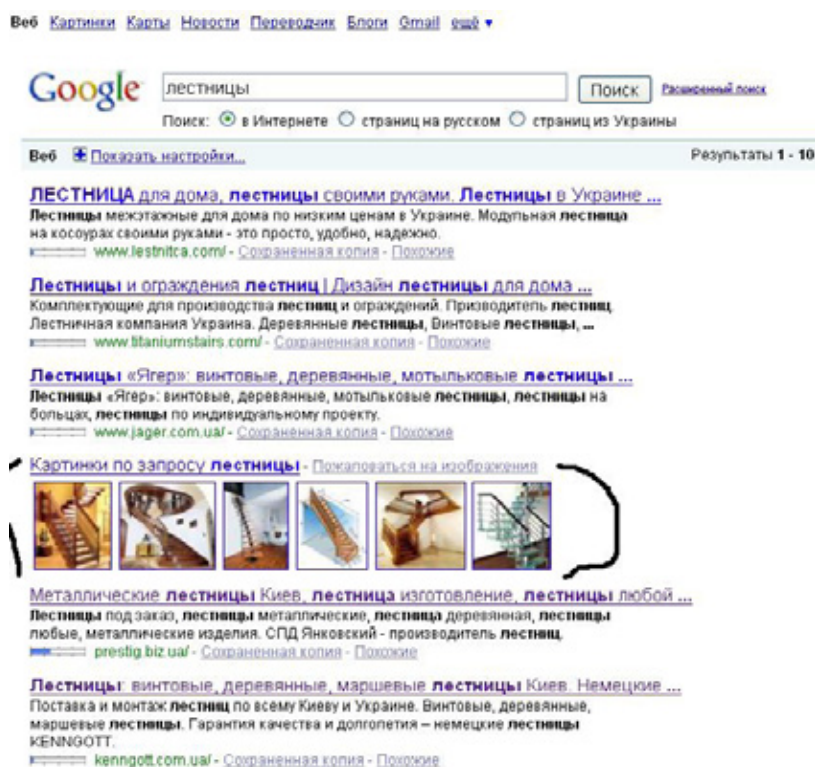 Веб Картинки Карты Новости Переводчик Блоги Gmail ещё ▼
Google лестницы Поиск Расширенный поиск
Поиск: в Интернете страниц на русском страниц из Украины
Веб Показать настройки... Результаты 1 - 10
ЛЕСТНИЦА для дома, лестницы своими руками. Лестницы в Украине ...
Лестницы межэтажные для дома по низким ценам в Украине. Модульная лестница
на косоурах своими руками - это просто, удобно, надежно.
www.lestnitca.com/ - Сохраненная копия - Похожие
Лестницы и ограждения лестниц | Дизайн лестницы для дома ...
Комплектующие для производства лестниц и ограждений. Призводитель лестниц.
Лестничная компания Украина. Деревянные лестницы, Винтовые лестницы, ...
www.titaniumstairs.com/ - Сохраненная копия - Похожие
Лестницы «Ягер»: винтовые, деревянные, мотыльковые лестницы ...
Лестницы «Ягер»: винтовые, деревянные, мотыльковые лестницы, лестницы на
больцах, лестницы по индивидуальному проекту.
www.jager.com.ua/ - Сохраненная копия - Похожие
Картинки по запросу лестницы - Пожаловаться на изображения
Металлические лестницы Киев, лестница изготовление, лестницы любой ...
Лестницы под заказ, лестницы металлические, лестница деревянная, лестницы
любые, металлические изделия. СПД Янковский - производитель лестниц.
prestig.biz.ua/ - Сохраненная копия - Похожие
Лестницы: винтовые, деревянные, маршевые лестницы Киев. Немецкие ...
Поставка и монтаж лестниц по всему Киеву и Украине. Винтовые, деревянные,
маршевые лестницы. Гарантия качества и долголетия – немецкие лестницы
KENNGOTT.
kenngott.com.ua/ - Сохраненная копия - Похожие